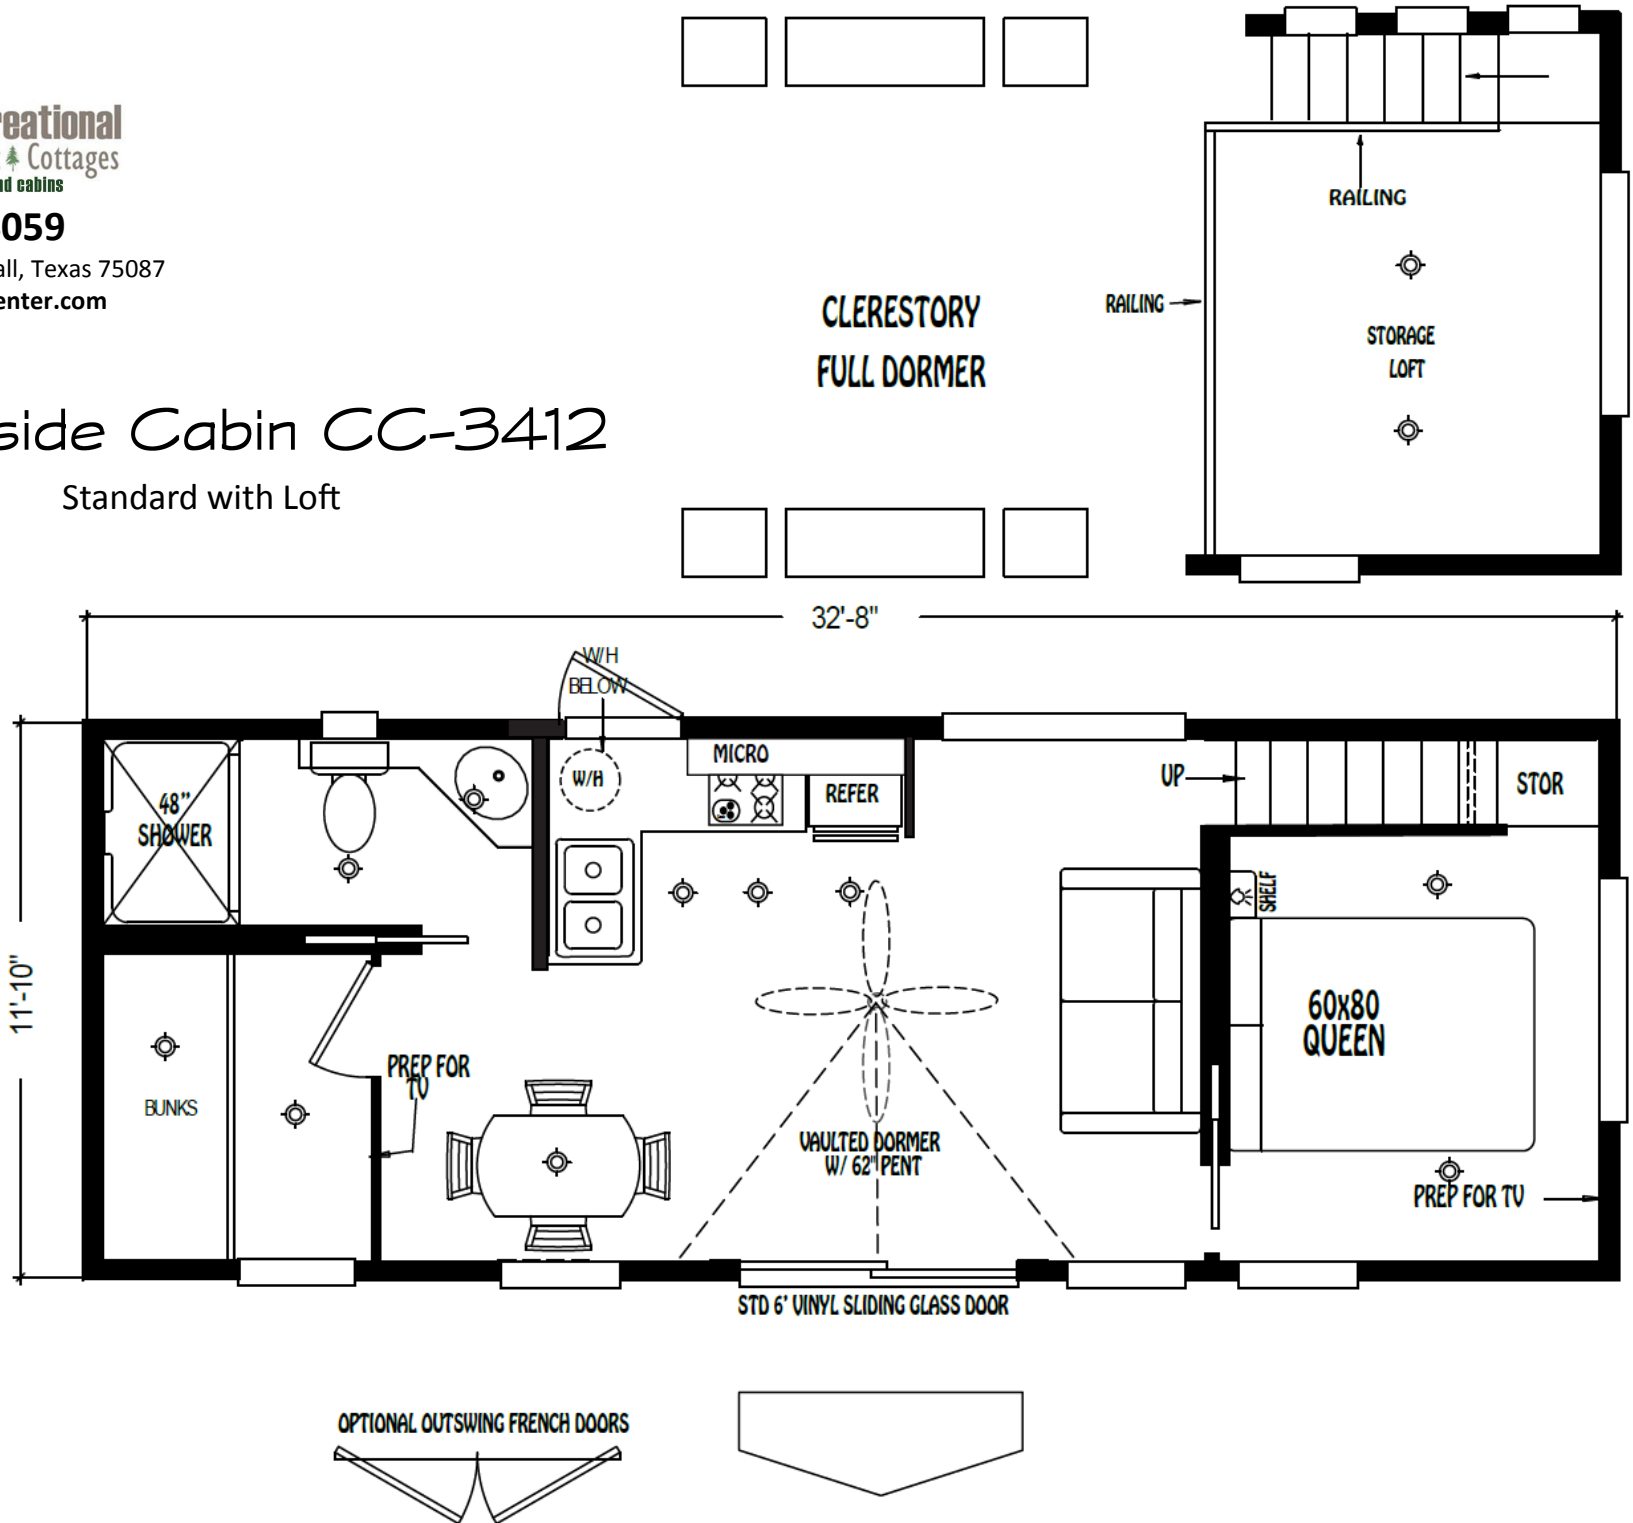 reational
Cottages
nd cabins
059
all, Texas 75087
enter.com
side Cabin CC-3412
Standard with Loft
CLERESTORY
FULL DORMER
RAILING
RAILING
STORAGE
LOFT
32'-8"
11'-10"
W/H
BELOW
W/H
MICRO
REFER
48"
SHOWER
UP
STOR
SHELF
60x80
QUEEN
BUNKS
PREP FOR
TV
VAULTED DORMER
W/ 62" PENT
PREP FOR TV
STD 6' VINYL SLIDING GLASS DOOR
OPTIONAL OUTSWING FRENCH DOORS